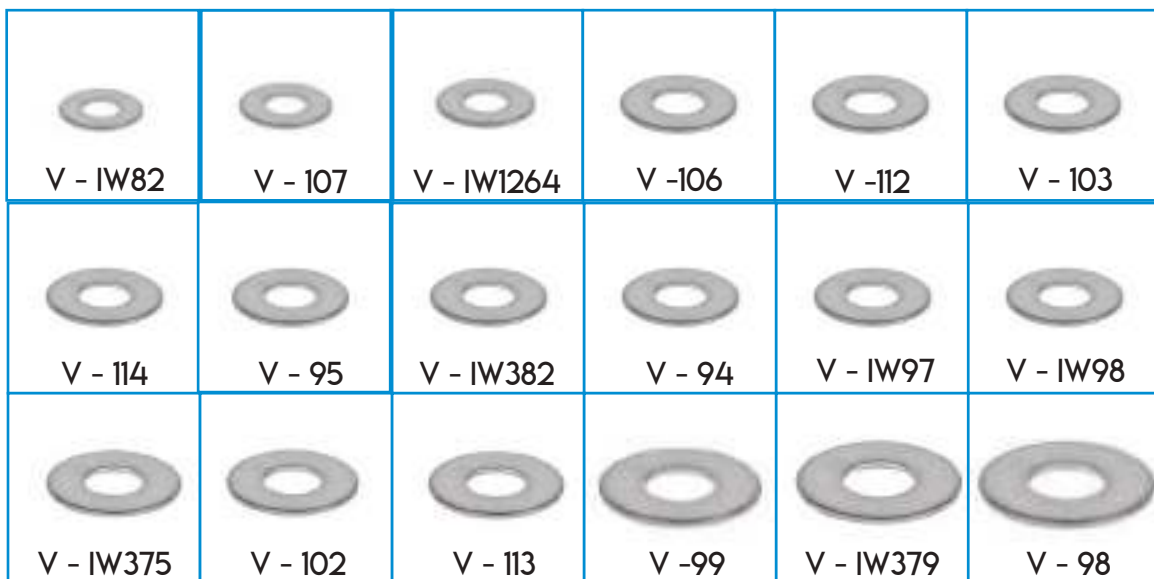 V - IW82
V - 107
V - IW1264
V -106
V -112
V - 103
V - 114
V - 95
V - IW382
V - 94
V - IW97
V - IW98
V - IW375
V - 102
V - 113
V -99
V - IW379
V - 98